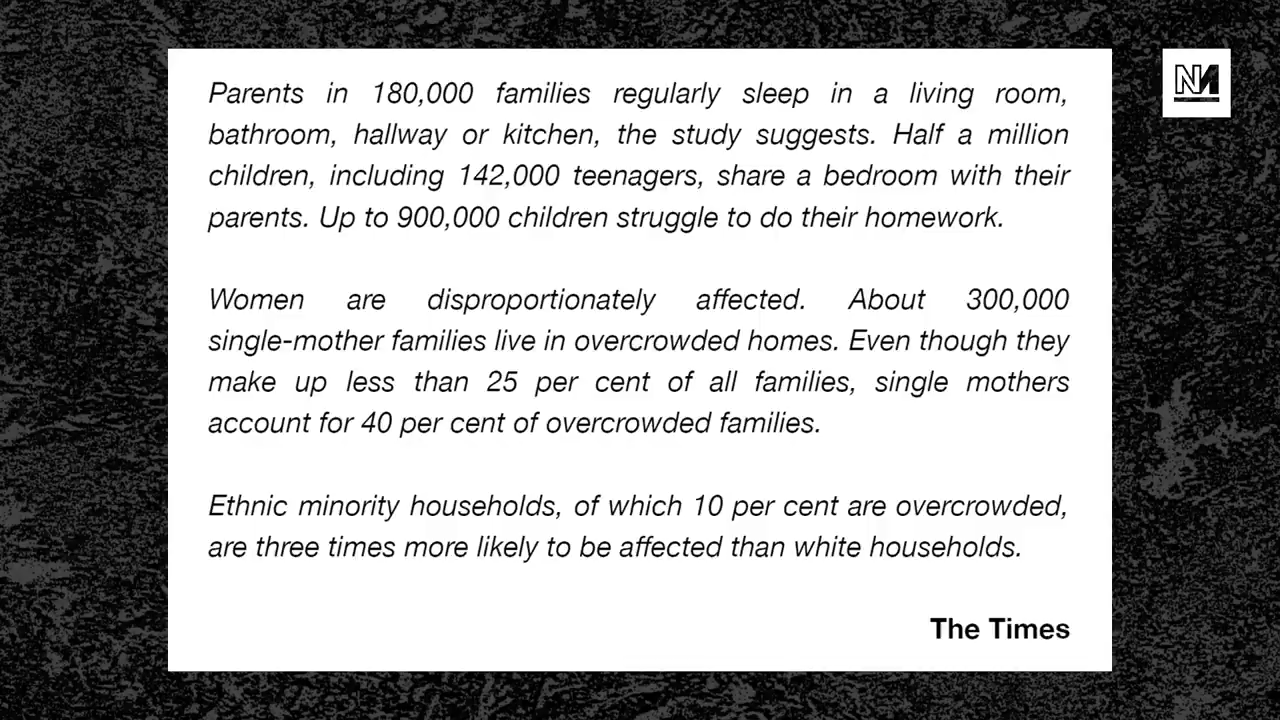 Parents in 180,000 families regularly sleep in a living room,
bathroom, hallway or kitchen, the study suggests. Half a million
children, including 142,000 teenagers, share a bedroom with their
parents. Up to 900,000 children struggle to do their homework.
Women are disproportionately affected. About 300,000
single-mother families live in overcrowded homes. Even though they
make up less than 25 per cent of all families, single mothers
account for 40 per cent of overcrowded families.
Ethnic minority households, of which 10 per cent are overcrowded,
are three times more likely to be affected than white households.
The Times
NM